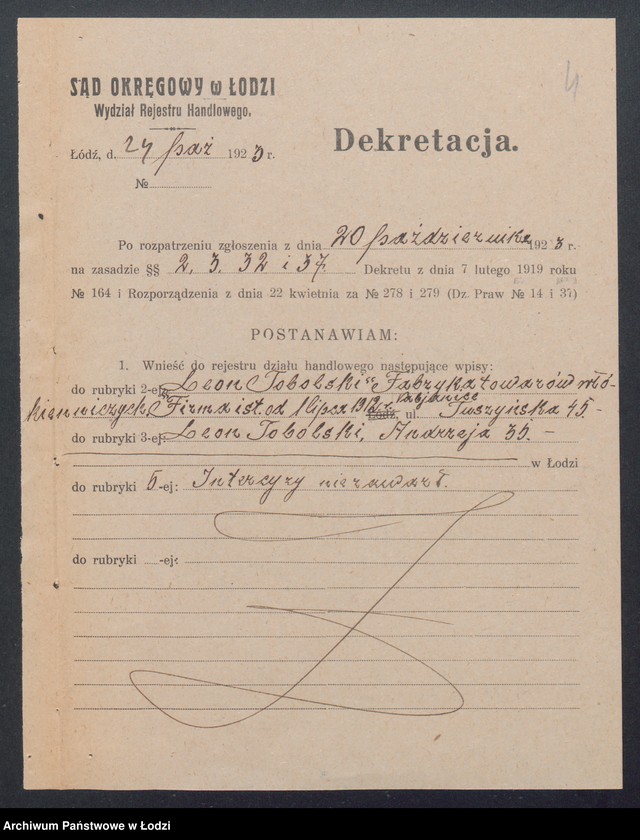 4
SĄD OKRĘGOWY w ŁODZI
Wydział Rejestru Handlowego.
Dekretacja.
Łódź, d. 24 paź 1923 r.
№
Po rozpatrzeniu zgłoszenia z dnia 20 października 1923 r.
na zasadzie §§ 2, 3, 32 i 37. Dekretu z dnia 7 lutego 1919 roku
№ 164 i Rozporządzenia z dnia 22 kwietnia za № 278 i 279 (Dz. Praw № 14 i 37)
POSTANAWIAM:
1. Wnieść do rejestru działu handlowego następujące wpisy:
do rubryki 2-ej: Leon Tobolski Fabryka towarów włó-
kienniczych, Firma ist. od 1 lipca 1912 r. Pabjanice Łódź, ul. Tuszyńska 45.-
do rubryki 3-ej: Leon Tobolski, Andrzeja 35.-
w Łodzi
do rubryki 5-ej: Intercyzy nie zawarł.
do rubryki -ej:
Archiwum Państwowe w Łodzi